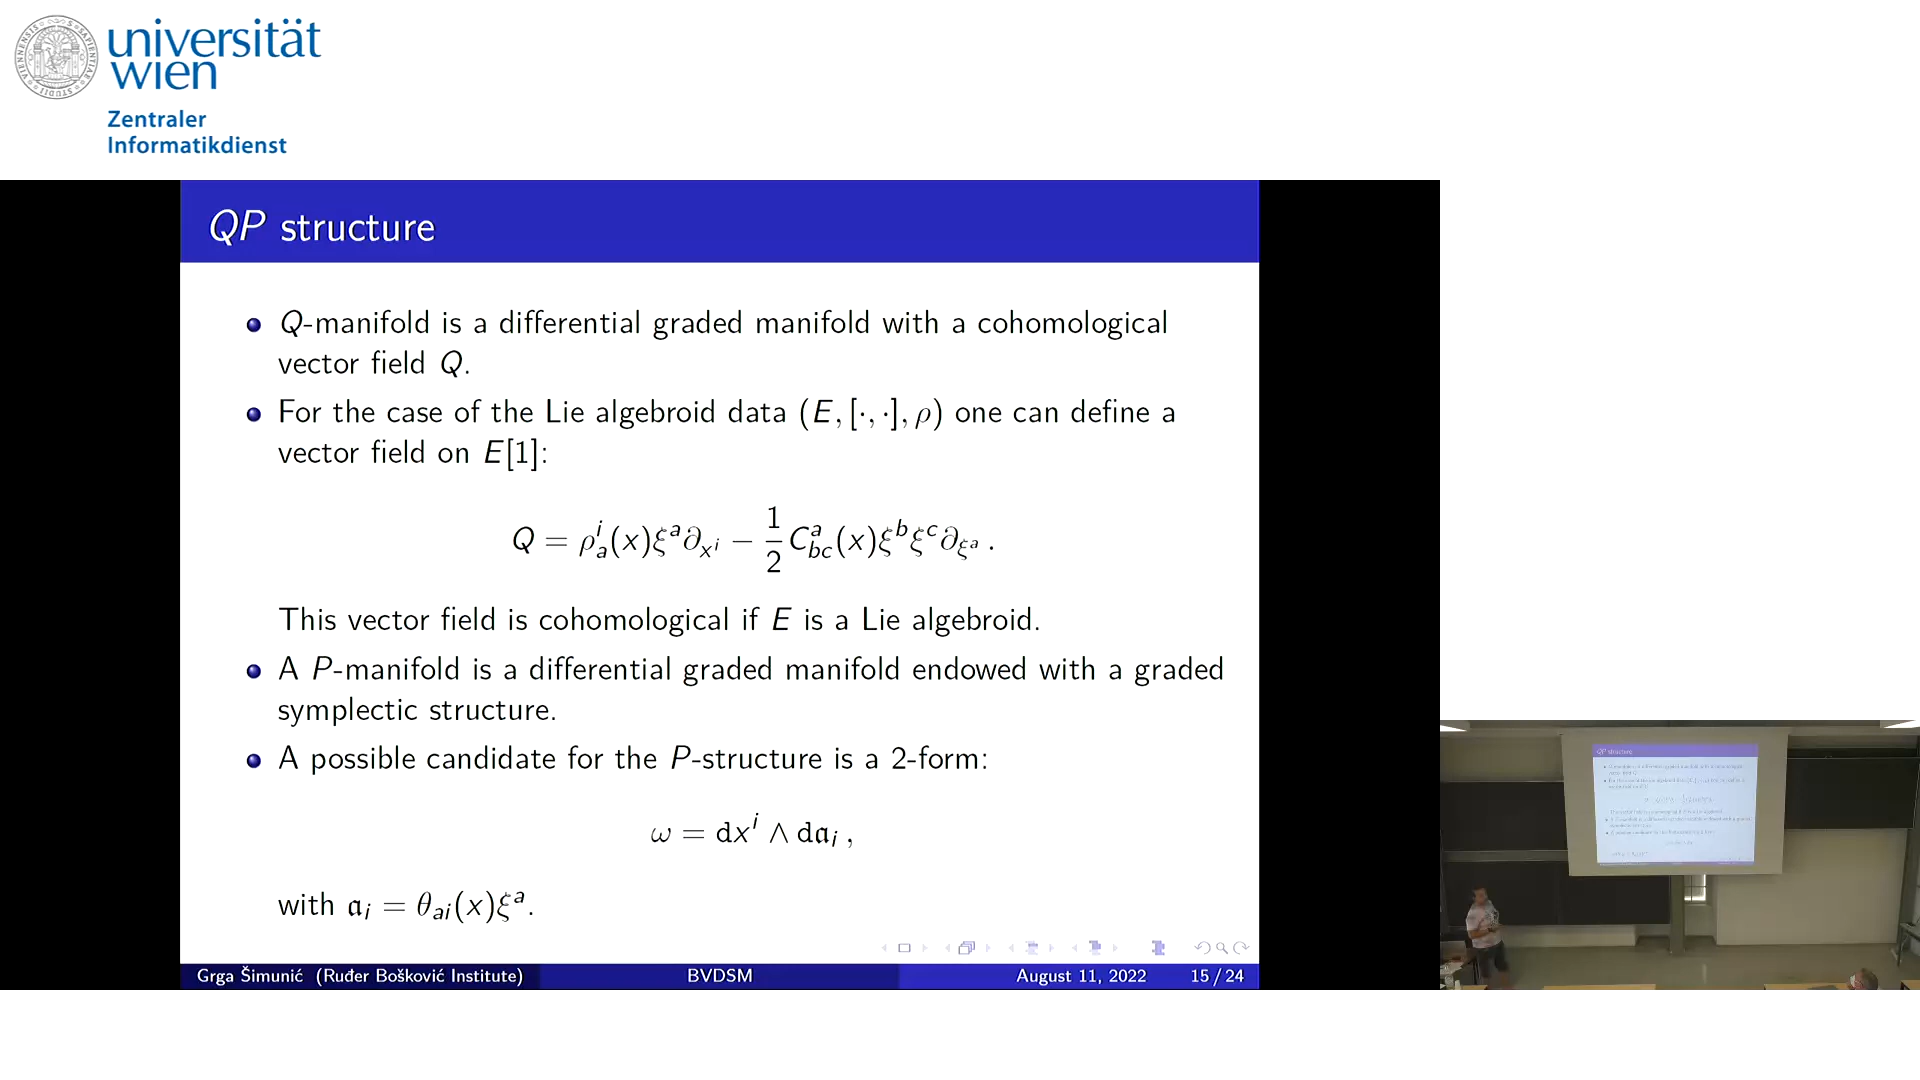 universität
wien
Zentraler
Informatikdienst
QP structure
Q-manifold is a differential graded manifold with a cohomological
vector field Q.
For the case of the Lie algebroid data (E, [·, ·], ρ) one can define a
vector field on E[1]:
Q = ρ^i_a(x)ξ^a ∂_{x^i} − 1/2 C^a_{bc}(x)ξ^b ξ^c ∂_{ξ^a} .
This vector field is cohomological if E is a Lie algebroid.
A P-manifold is a differential graded manifold endowed with a graded
symplectic structure.
A possible candidate for the P-structure is a 2-form:
ω = dx^i ∧ d𝔞_i ,
with 𝔞_i = θ_{ai}(x)ξ^a.
Grga Šimunić (Ruđer Bošković Institute) BVDSM August 11, 2022 15 / 24
QP structure